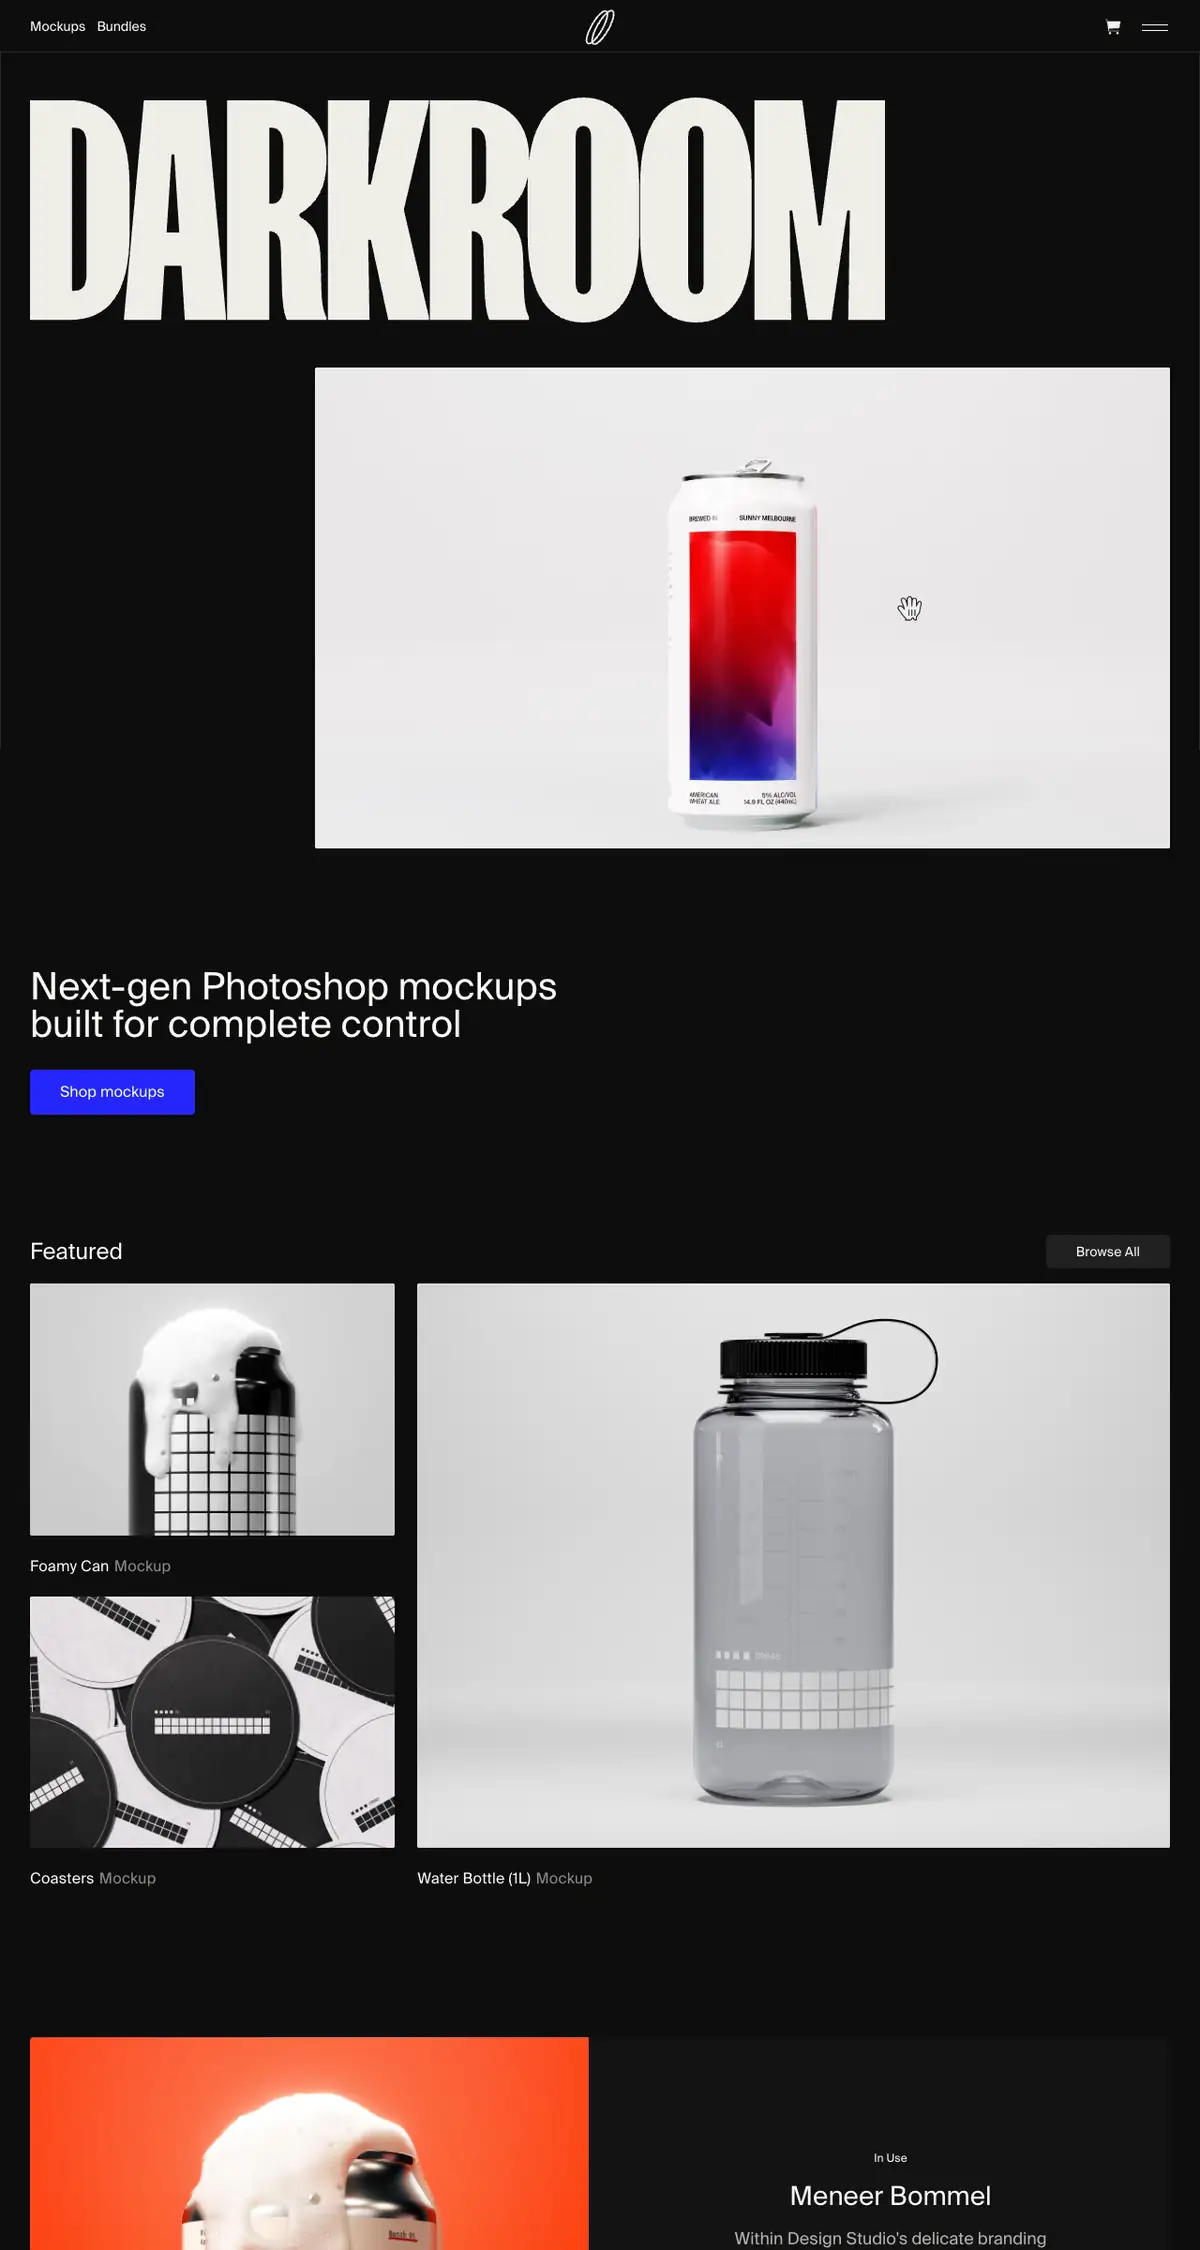 Mockups Bundles
DARKROOM
BREWED IN SUNNY MELBOURNE
AMERICAN
WHEAT ALE
5% ALC/VOL
14.9 FL OZ (440mL)
Next-gen Photoshop mockups
built for complete control
Shop mockups
Featured
Browse All
Foamy Can Mockup
Coasters Mockup
Water Bottle (1L) Mockup
In Use
Meneer Bommel
Within Design Studio's delicate branding